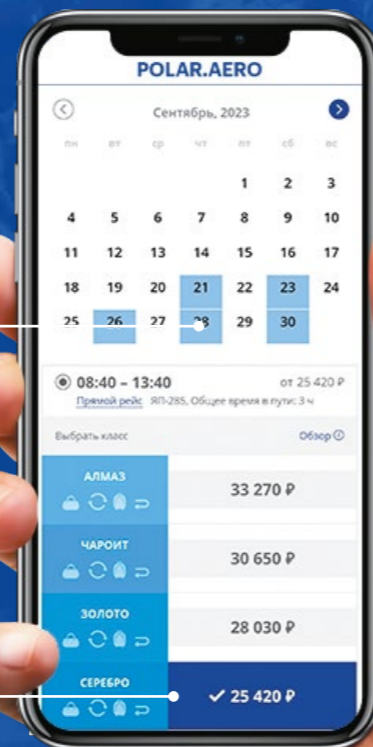 POLAR.AERO
Сентябрь, 2023
пн вт ср чт пт сб вс
1 2 3
4 5 6 7 8 9 10
11 12 13 14 15 16 17
18 19 20 21 22 23 24
25 26 27 28 29 30
08:40 – 13:40 от 25 420 ₽
Прямой рейс ЯП-285, Общее время в пути: 3 ч
Выбрать класс Обзор
АЛМАЗ
33 270 ₽
ЧАРОИТ
30 650 ₽
ЗОЛОТО
28 030 ₽
СЕРЕБРО
25 420 ₽